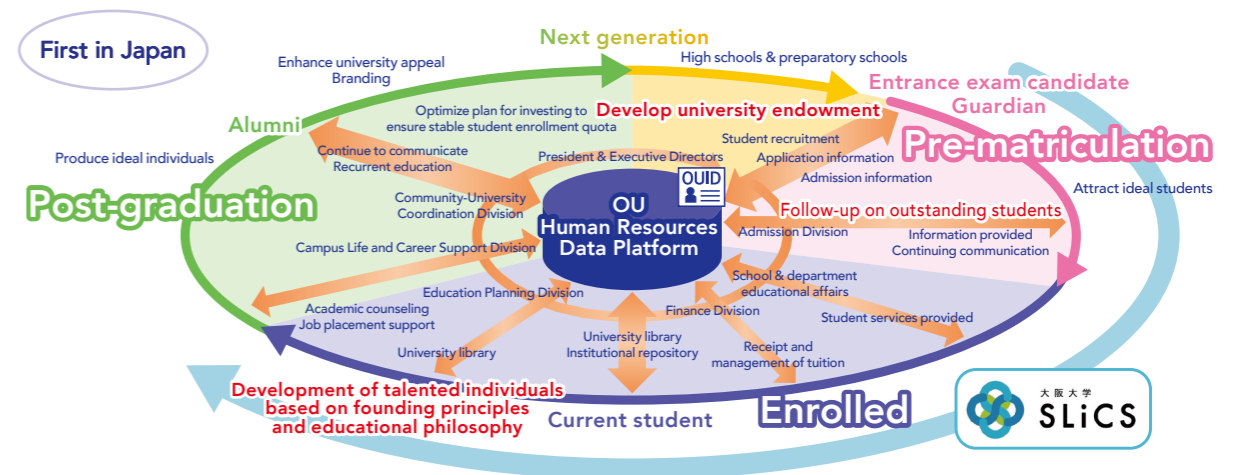 First in Japan
Next generation
Enhance university appeal
Branding
High schools & preparatory schools
Entrance exam candidate
Guardian
Alumni
Optimize plan for investing to
ensure stable student enrollment quota
Develop university endowment
Student recruitment
Application information
Admission information
Pre-matriculation
Produce ideal individuals
Continue to communicate
Recurrent education
President & Executive Directors
OUID
Attract ideal students
Post-graduation
Community-University
Coordination Division
OU
Human Resources
Data Platform
Follow-up on outstanding students
Admission Division
Information provided
Continuing communication
Campus Life and Career Support Division
School & department
educational affairs
Education Planning Division
Finance Division
Academic counseling
Job placement support
Student services provided
University library
University library
Institutional repository
Receipt and
management of tuition
Development of talented individuals
based on founding principles
and educational philosophy
Current student
Enrolled
大阪大学
SLiCS